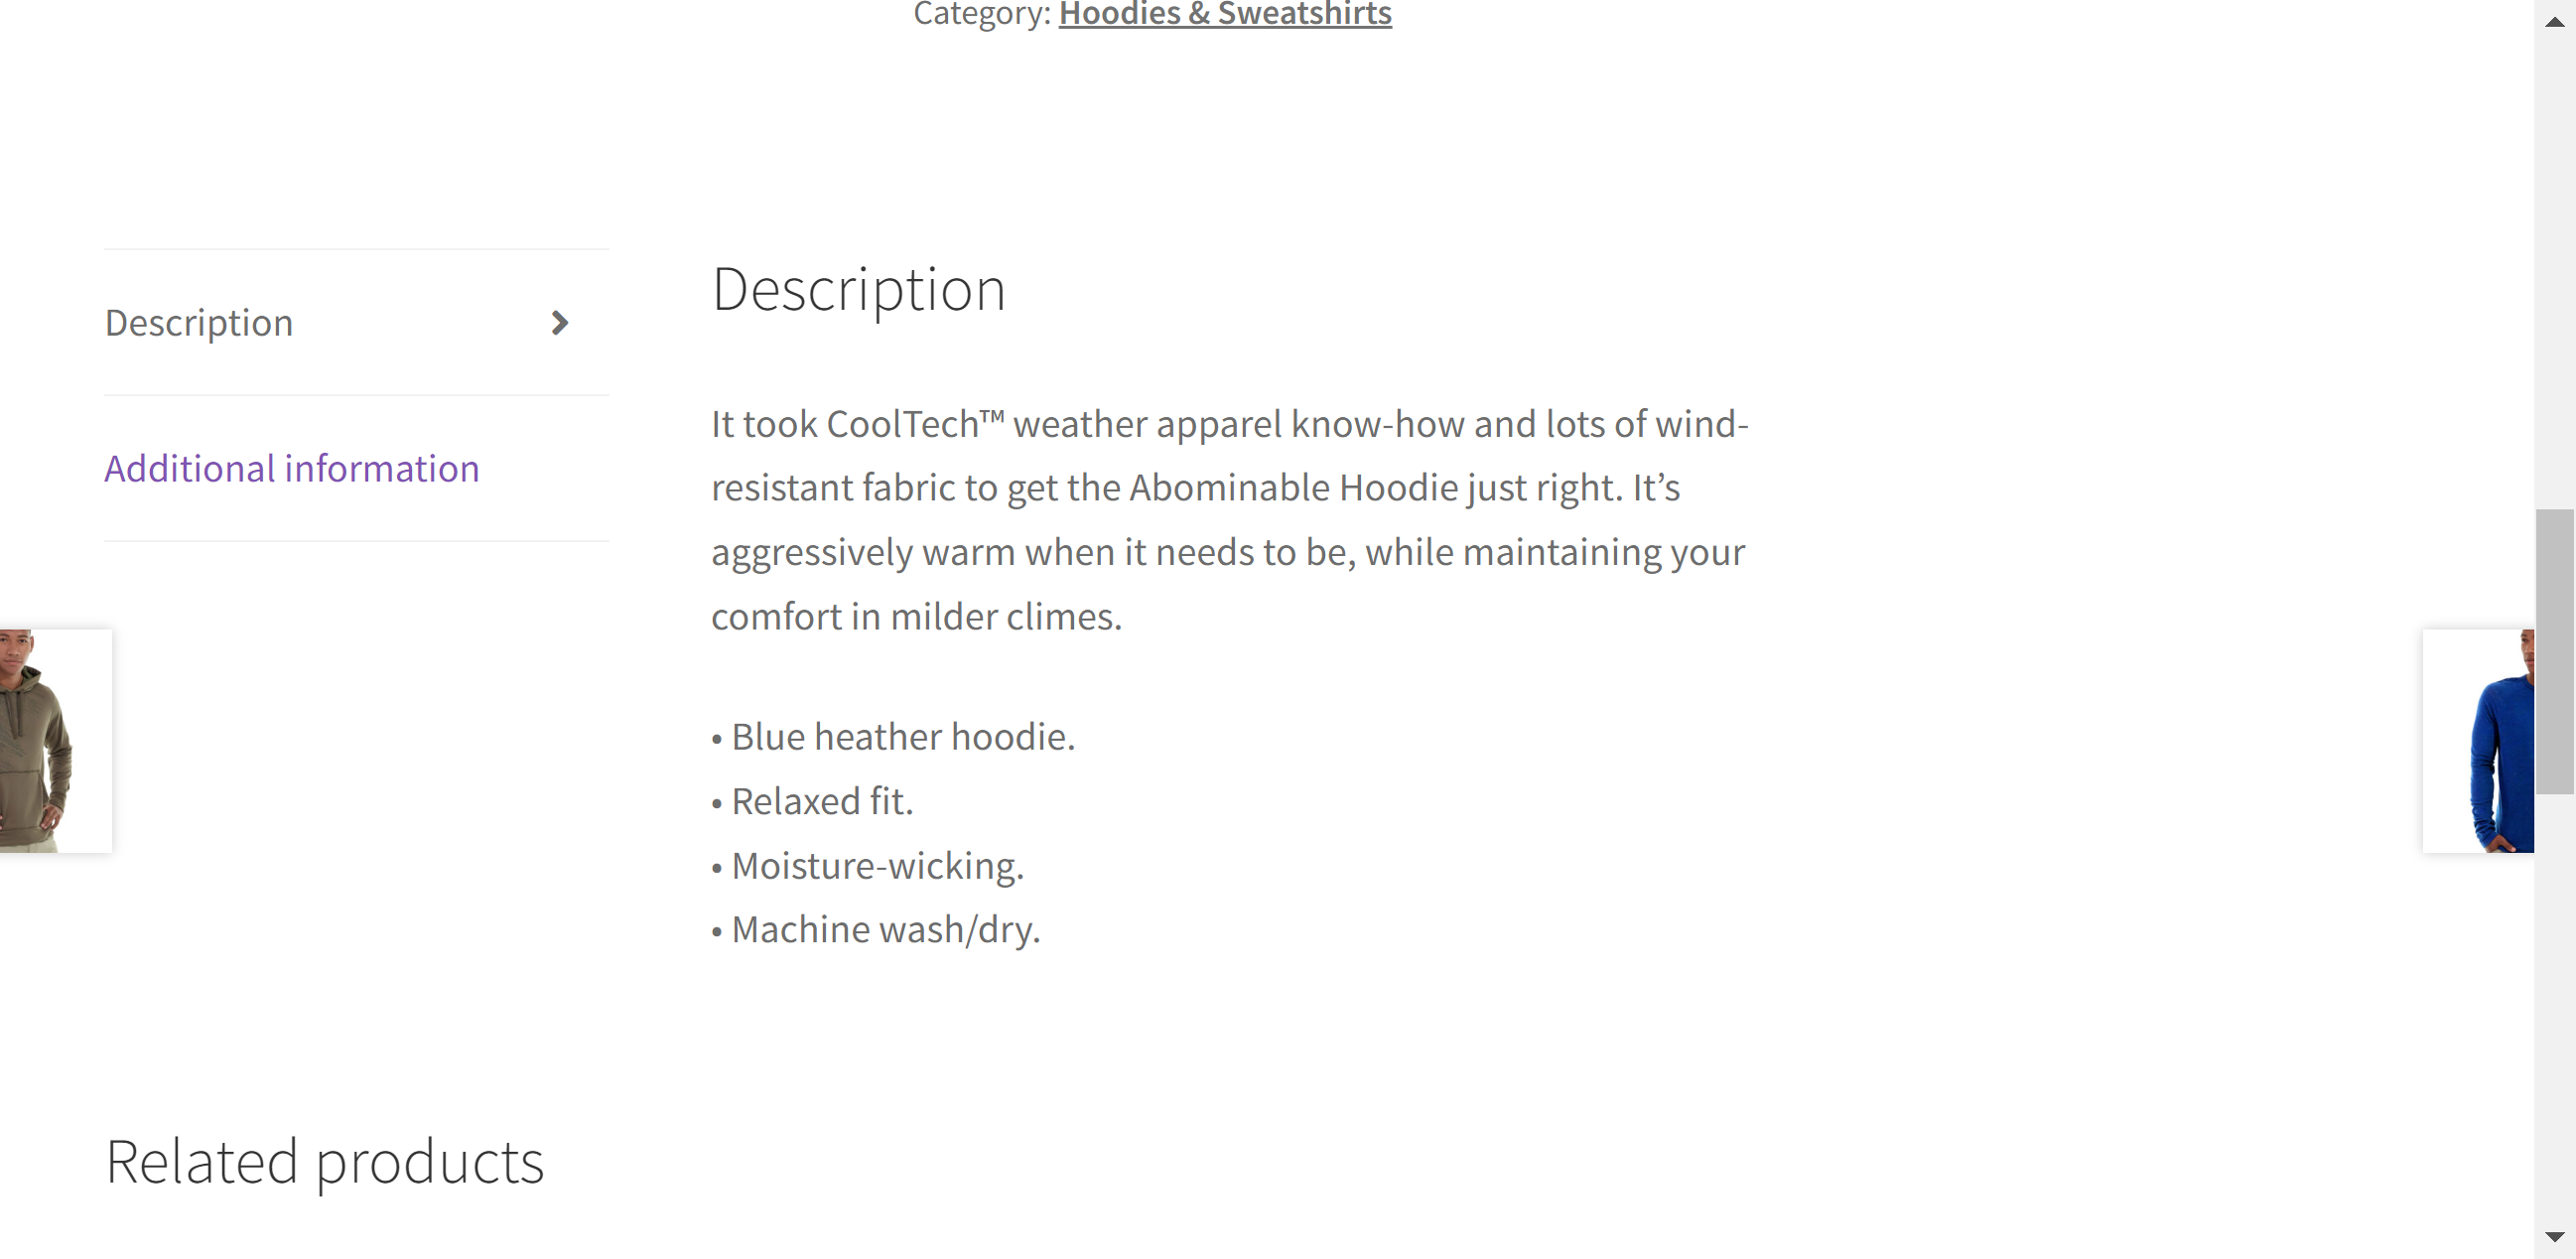 Category: Hoodies & Sweatshirts
Description
Additional information
Description
It took CoolTech™ weather apparel know-how and lots of wind-
resistant fabric to get the Abominable Hoodie just right. It’s
aggressively warm when it needs to be, while maintaining your
comfort in milder climes.
• Blue heather hoodie.
• Relaxed fit.
• Moisture-wicking.
• Machine wash/dry.
Related products